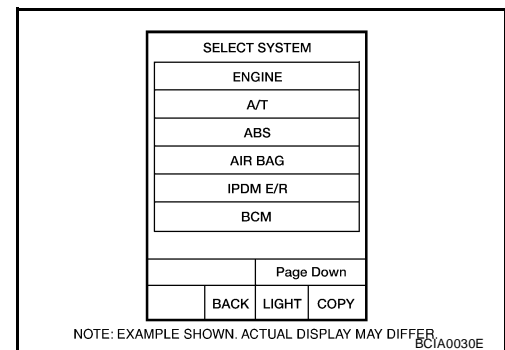 SELECT SYSTEM
ENGINE
A/T
ABS
AIR BAG
IPDM E/R
BCM
Page Down
BACK LIGHT COPY
NOTE: EXAMPLE SHOWN. ACTUAL DISPLAY MAY DIFFER.
BCIA0030E